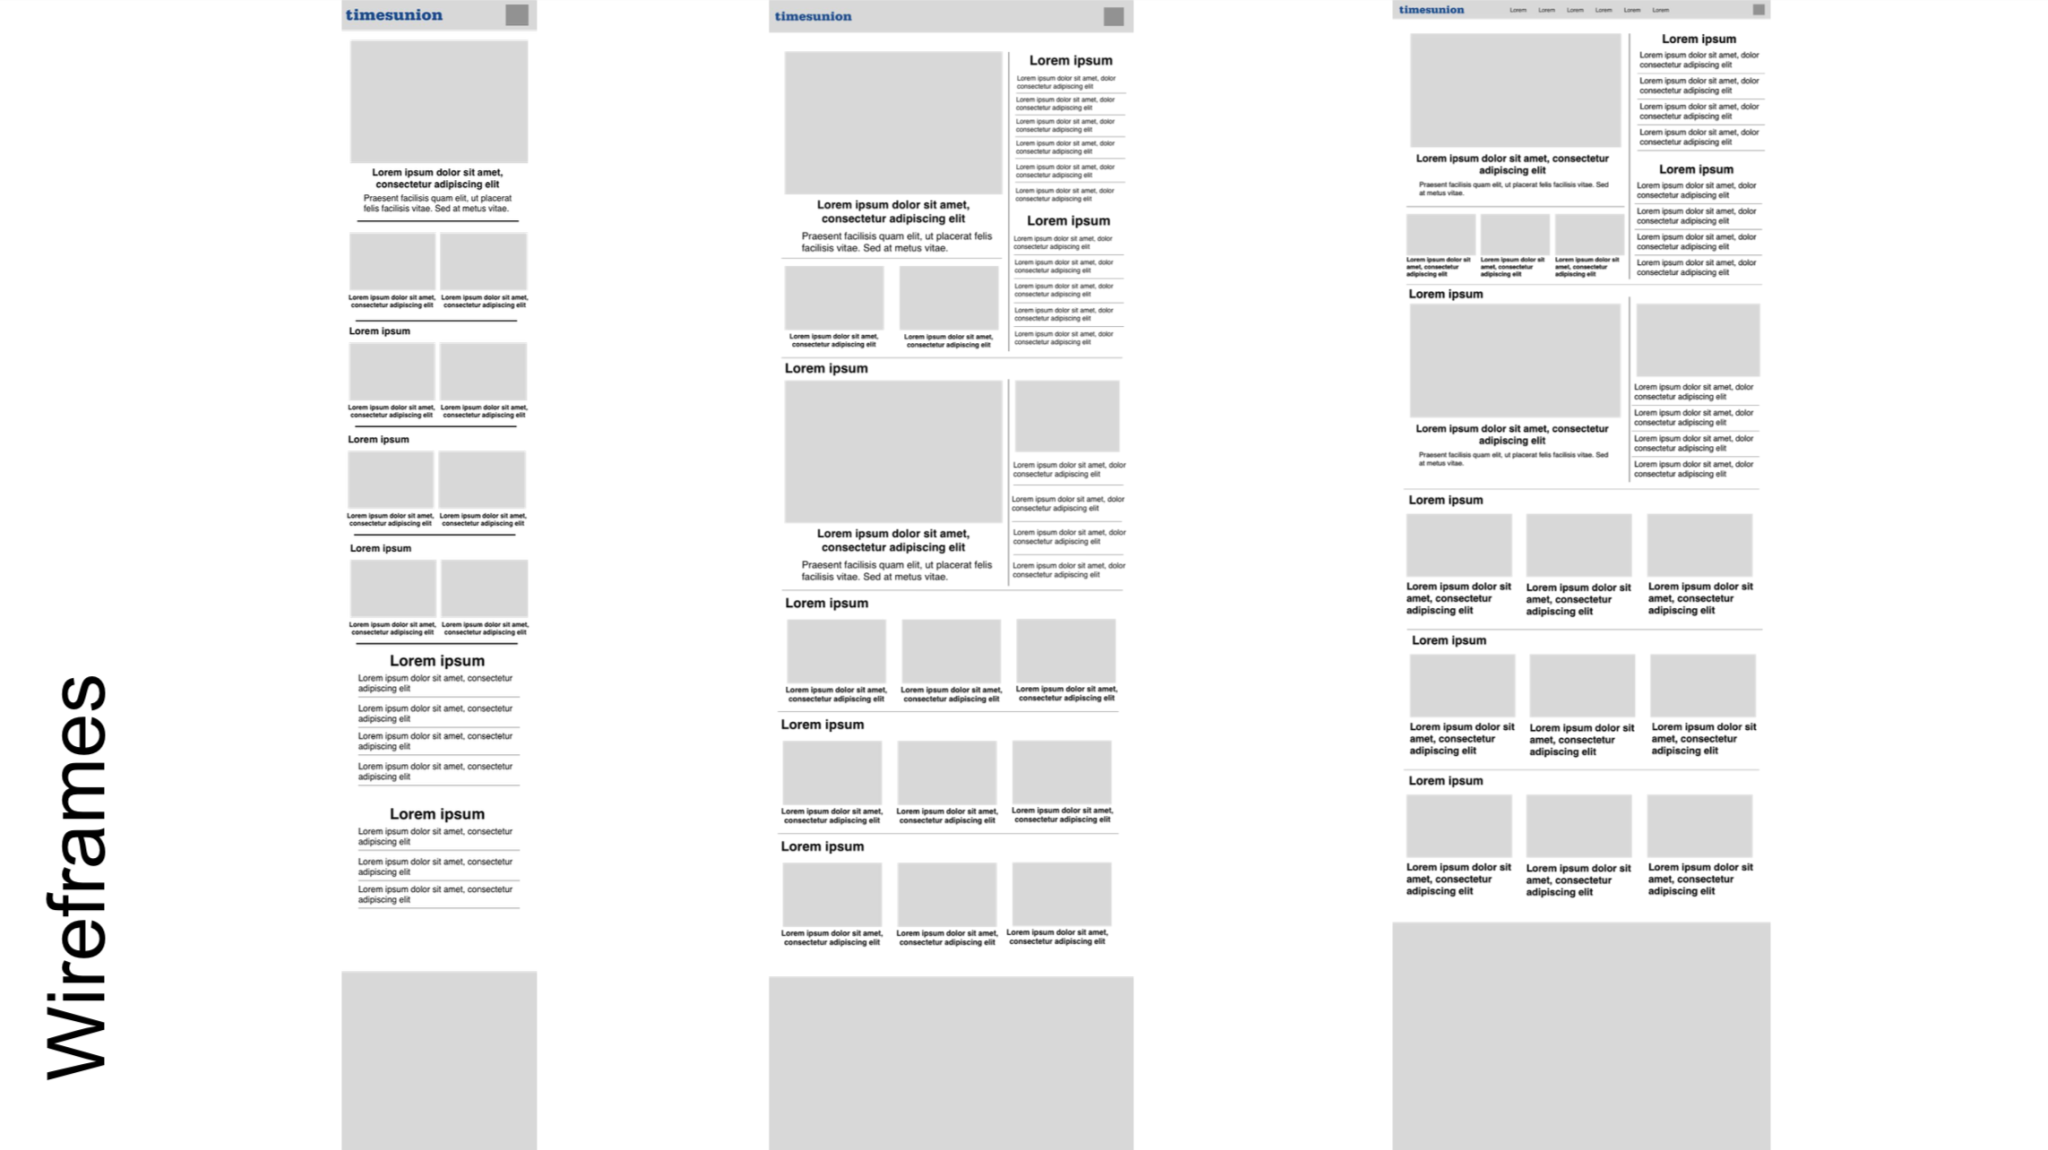 Wireframes
timesunion
Lorem ipsum dolor sit amet,
consectetur adipiscing elit
Praesent facilisis quam elit, ut placerat
felis facilisis vitae. Sed at metus vitae.
Lorem ipsum dolor sit amet,
consectetur adipiscing elit
Lorem ipsum dolor sit amet,
consectetur adipiscing elit
Lorem ipsum
Lorem ipsum dolor sit amet,
consectetur adipiscing elit
Lorem ipsum dolor sit amet,
consectetur adipiscing elit
Lorem ipsum
Lorem ipsum dolor sit amet,
consectetur adipiscing elit
Lorem ipsum dolor sit amet,
consectetur adipiscing elit
Lorem ipsum
Lorem ipsum dolor sit amet,
consectetur adipiscing elit
Lorem ipsum dolor sit amet,
consectetur adipiscing elit
Lorem ipsum
Lorem ipsum dolor sit amet, consectetur
adipiscing elit
Lorem ipsum dolor sit amet, consectetur
adipiscing elit
Lorem ipsum dolor sit amet, consectetur
adipiscing elit
Lorem ipsum dolor sit amet, consectetur
adipiscing elit
Lorem ipsum
Lorem ipsum dolor sit amet, consectetur
adipiscing elit
Lorem ipsum dolor sit amet, consectetur
adipiscing elit
Lorem ipsum dolor sit amet, consectetur
adipiscing elit
timesunion
Lorem ipsum dolor sit amet,
consectetur adipiscing elit
Praesent facilisis quam elit, ut placerat felis
facilisis vitae. Sed at metus vitae.
Lorem ipsum dolor sit amet,
consectetur adipiscing elit
Lorem ipsum dolor sit amet,
consectetur adipiscing elit
Lorem ipsum
Lorem ipsum dolor sit amet, dolor
consectetur adipiscing elit
Lorem ipsum dolor sit amet, dolor
consectetur adipiscing elit
Lorem ipsum dolor sit amet, dolor
consectetur adipiscing elit
Lorem ipsum dolor sit amet, dolor
consectetur adipiscing elit
Lorem ipsum dolor sit amet, dolor
consectetur adipiscing elit
Lorem ipsum dolor sit amet, dolor
consectetur adipiscing elit
Lorem ipsum
Lorem ipsum dolor sit amet, dolor
consectetur adipiscing elit
Lorem ipsum dolor sit amet, dolor
consectetur adipiscing elit
Lorem ipsum dolor sit amet, dolor
consectetur adipiscing elit
Lorem ipsum dolor sit amet, dolor
consectetur adipiscing elit
Lorem ipsum dolor sit amet, dolor
consectetur adipiscing elit
Lorem ipsum
Lorem ipsum dolor sit amet,
consectetur adipiscing elit
Praesent facilisis quam elit, ut placerat felis
facilisis vitae. Sed at metus vitae.
Lorem ipsum dolor sit amet, dolor
consectetur adipiscing elit
Lorem ipsum dolor sit amet, dolor
consectetur adipiscing elit
Lorem ipsum dolor sit amet, dolor
consectetur adipiscing elit
Lorem ipsum dolor sit amet, dolor
consectetur adipiscing elit
Lorem ipsum
Lorem ipsum dolor sit amet,
consectetur adipiscing elit
Lorem ipsum dolor sit amet,
consectetur adipiscing elit
Lorem ipsum dolor sit amet,
consectetur adipiscing elit
Lorem ipsum
Lorem ipsum dolor sit amet,
consectetur adipiscing elit
Lorem ipsum dolor sit amet,
consectetur adipiscing elit
Lorem ipsum dolor sit amet,
consectetur adipiscing elit
Lorem ipsum
Lorem ipsum dolor sit amet,
consectetur adipiscing elit
Lorem ipsum dolor sit amet,
consectetur adipiscing elit
Lorem ipsum dolor sit amet,
consectetur adipiscing elit
timesunion Lorem Lorem Lorem Lorem Lorem Lorem
Lorem ipsum dolor sit amet, consectetur
adipiscing elit
Praesent facilisis quam elit, ut placerat felis facilisis vitae. Sed
at metus vitae.
Lorem ipsum dolor sit
amet, consectetur
adipiscing elit
Lorem ipsum dolor sit
amet, consectetur
adipiscing elit
Lorem ipsum dolor sit
amet, consectetur
adipiscing elit
Lorem ipsum
Lorem ipsum dolor sit amet, dolor
consectetur adipiscing elit
Lorem ipsum dolor sit amet, dolor
consectetur adipiscing elit
Lorem ipsum dolor sit amet, dolor
consectetur adipiscing elit
Lorem ipsum dolor sit amet, dolor
consectetur adipiscing elit
Lorem ipsum
Lorem ipsum dolor sit amet, dolor
consectetur adipiscing elit
Lorem ipsum dolor sit amet, dolor
consectetur adipiscing elit
Lorem ipsum dolor sit amet, dolor
consectetur adipiscing elit
Lorem ipsum dolor sit amet, dolor
consectetur adipiscing elit
Lorem ipsum
Lorem ipsum dolor sit amet, consectetur
adipiscing elit
Praesent facilisis quam elit, ut placerat felis facilisis vitae. Sed
at metus vitae.
Lorem ipsum dolor sit amet, dolor
consectetur adipiscing elit
Lorem ipsum dolor sit amet, dolor
consectetur adipiscing elit
Lorem ipsum dolor sit amet, dolor
consectetur adipiscing elit
Lorem ipsum dolor sit amet, dolor
consectetur adipiscing elit
Lorem ipsum
Lorem ipsum dolor sit
amet, consectetur
adipiscing elit
Lorem ipsum dolor sit
amet, consectetur
adipiscing elit
Lorem ipsum dolor sit
amet, consectetur
adipiscing elit
Lorem ipsum
Lorem ipsum dolor sit
amet, consectetur
adipiscing elit
Lorem ipsum dolor sit
amet, consectetur
adipiscing elit
Lorem ipsum dolor sit
amet, consectetur
adipiscing elit
Lorem ipsum
Lorem ipsum dolor sit
amet, consectetur
adipiscing elit
Lorem ipsum dolor sit
amet, consectetur
adipiscing elit
Lorem ipsum dolor sit
amet, consectetur
adipiscing elit